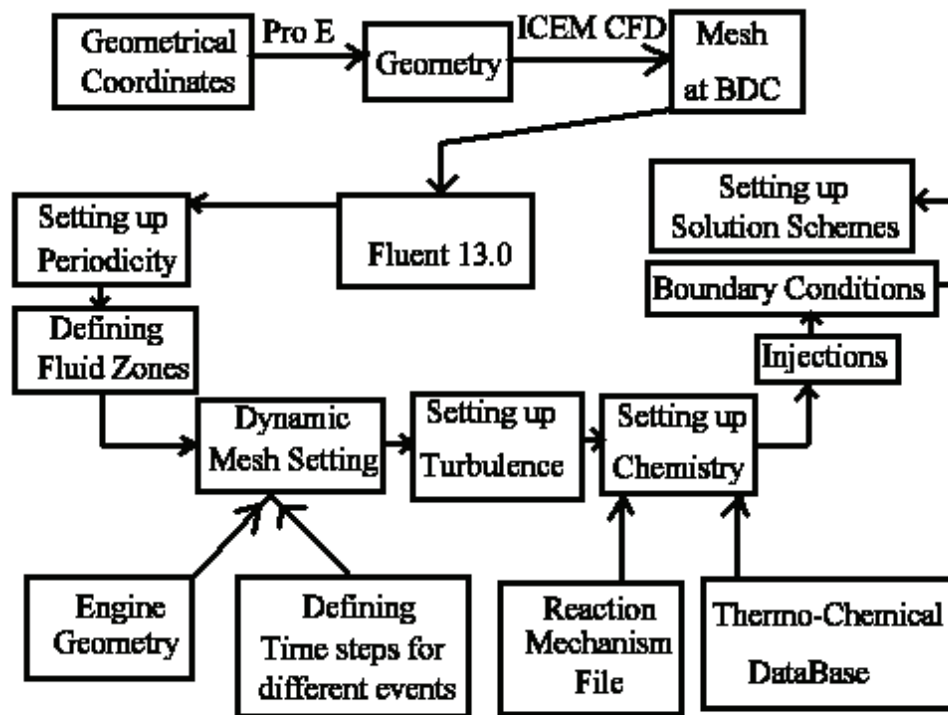 Geometrical
Coordinates
Pro E
Geometry
ICEM CFD
Mesh
at BDC
Setting up
Periodicity
Fluent 13.0
Setting up
Solution Schemes
Boundary Conditions
Defining
Fluid Zones
Injections
Dynamic
Mesh Setting
Setting up
Turbulence
Setting up
Chemistry
Engine
Geometry
Defining
Time steps for
different events
Reaction
Mechanism
File
Thermo-Chemical
DataBase